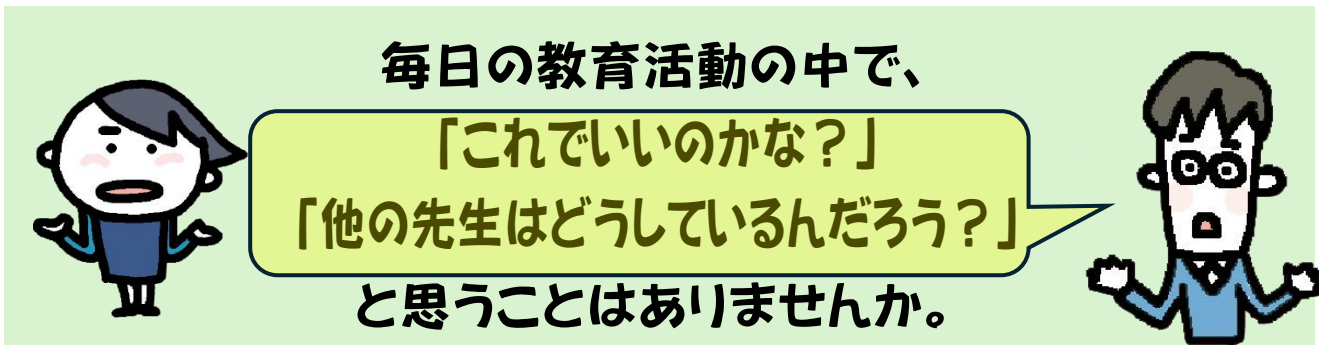 毎日の教育活動の中で、
「これでいいのかな？」
「他の先生はどうしているんだろう？」
と思うことはありませんか。